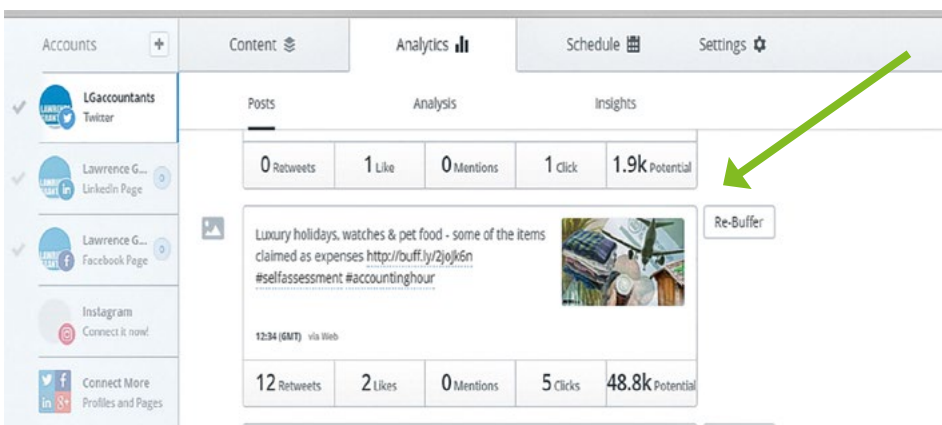 Accounts +
Content
Analytics
Schedule
Settings
LGaccountants
Twitter
Posts
Analysis
Insights
0 Retweets
1 Like
0 Mentions
1 Click
1.9k Potential
Lawrence G...
LinkedIn Page
0
Re-Buffer
Luxury holidays, watches & pet food - some of the items
claimed as expenses http://buff.ly/2jojk6n
#selfassessment #accountinghour
Lawrence G...
Facebook Page
0
Instagram
Connect it now!
12:34 (GMT) via Web
Connect More
Profiles and Pages
12 Retweets
2 Likes
0 Mentions
5 Clicks
48.8k Potential